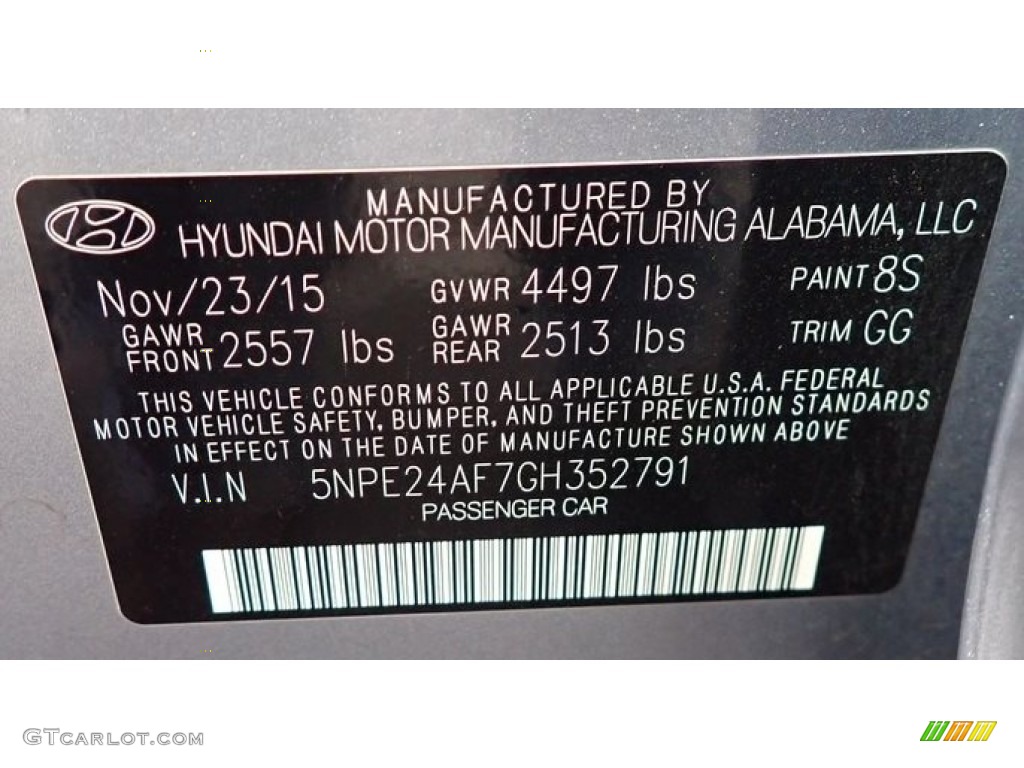 MANUFACTURED BY
HYUNDAI MOTOR MANUFACTURING ALABAMA, LLC
Nov/23/15 GVWR 4497 lbs PAINT 8S
GAWR FRONT 2557 lbs GAWR REAR 2513 lbs TRIM GG
THIS VEHICLE CONFORMS TO ALL APPLICABLE U.S.A. FEDERAL
MOTOR VEHICLE SAFETY, BUMPER, AND THEFT PREVENTION STANDARDS
IN EFFECT ON THE DATE OF MANUFACTURE SHOWN ABOVE
V.I.N 5NPE24AF7GH352791
PASSENGER CAR
GTCARLOT.COM